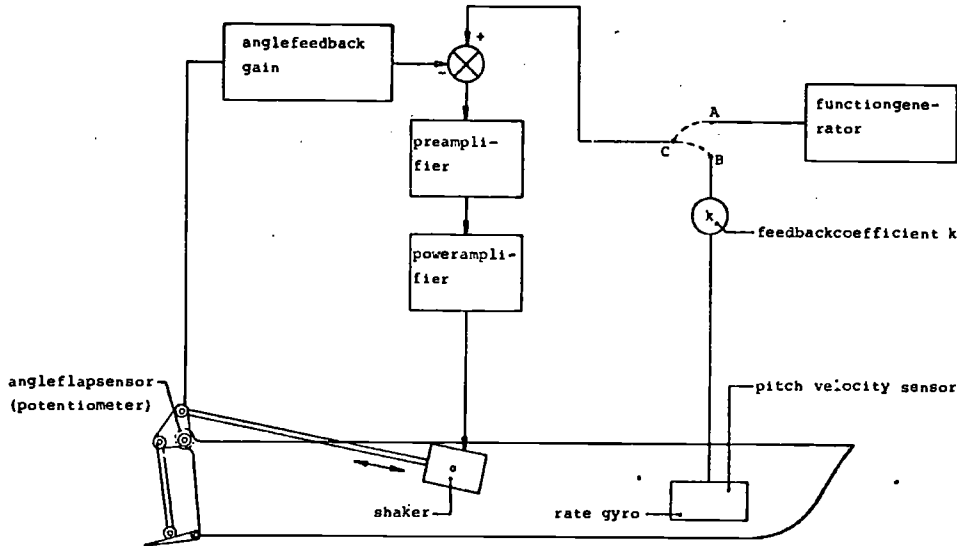 anglefeedback
gain
+
-
functiongene-
rator
A
C
B
preampli-
fier
k
feedbackcoefficient k
powerampli-
fier
angleflapsensor
(potentiometer)
pitch velocity sensor
shaker
rate gyro